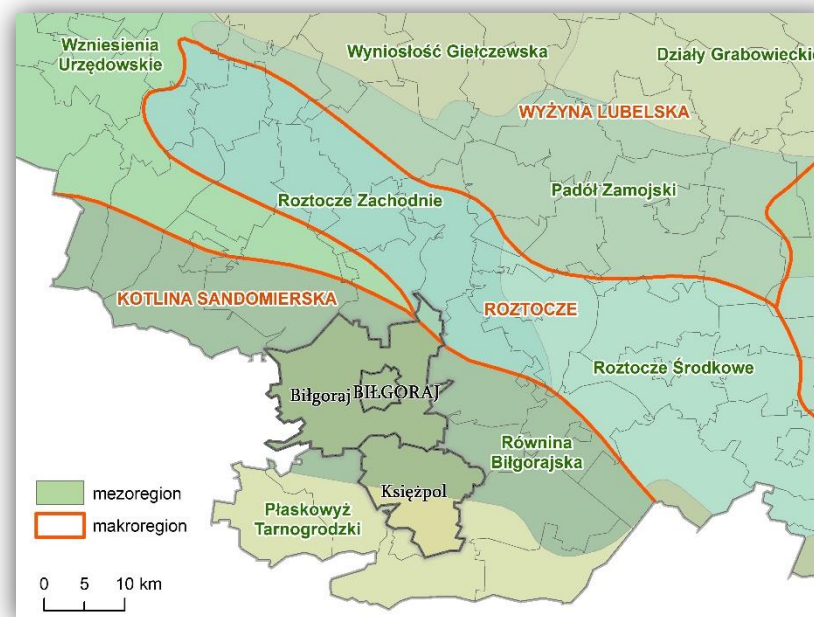 Wzniesienia
Urzędowskie
Wyniosłość Giełczewska
Działy Grabowieckie
WYŻYNA LUBELSKA
Padół Zamojski
Roztocze Zachodnie
KOTLINA SANDOMIERSKA
ROZTOCZE
Roztocze Środkowe
Biłgoraj
BIŁGORAJ
Równina
Biłgorajska
Księżpol
Płaskowyż
Tarnogrodzki
mezoregion
makroregion
0 5 10 km